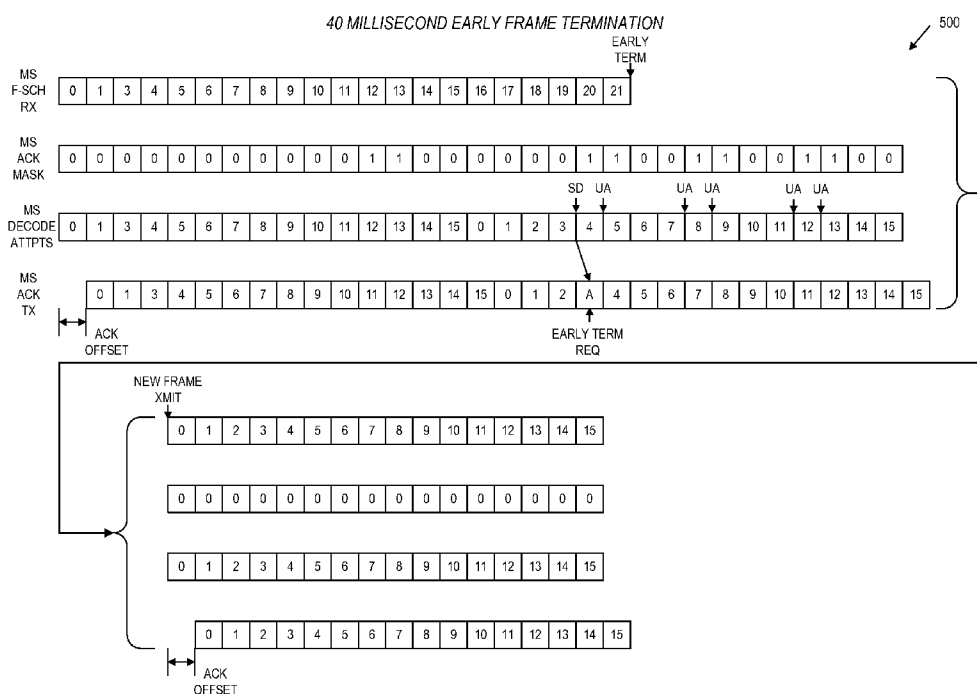 40 MILLISECOND EARLY FRAME TERMINATION
500
EARLY
TERM
MS
F-SCH
RX
0 1 3 4 5 6 7 8 9 10 11 12 13 14 15 16 17 18 19 20 21
MS
ACK
MASK
0 0 0 0 0 0 0 0 0 0 0 1 1 0 0 0 0 0 0 1 1 0 0 1 1 0 0 1 1 0 0
SD UA UA UA UA UA
MS
DECODE
ATTPTS
0 1 3 4 5 6 7 8 9 10 11 12 13 14 15 0 1 2 3 4 5 6 7 8 9 10 11 12 13 14 15
MS
ACK
TX
0 1 3 4 5 6 7 8 9 10 11 12 13 14 15 0 1 2 A 4 5 6 7 8 9 10 11 12 13 14 15
ACK
OFFSET
EARLY TERM
REQ
NEW FRAME
XMIT
0 1 2 3 4 5 6 7 8 9 10 11 12 13 14 15
0 0 0 0 0 0 0 0 0 0 0 0 0 0 0 0
0 1 2 3 4 5 6 7 8 9 10 11 12 13 14 15
0 1 2 3 4 5 6 7 8 9 10 11 12 13 14 15
ACK
OFFSET